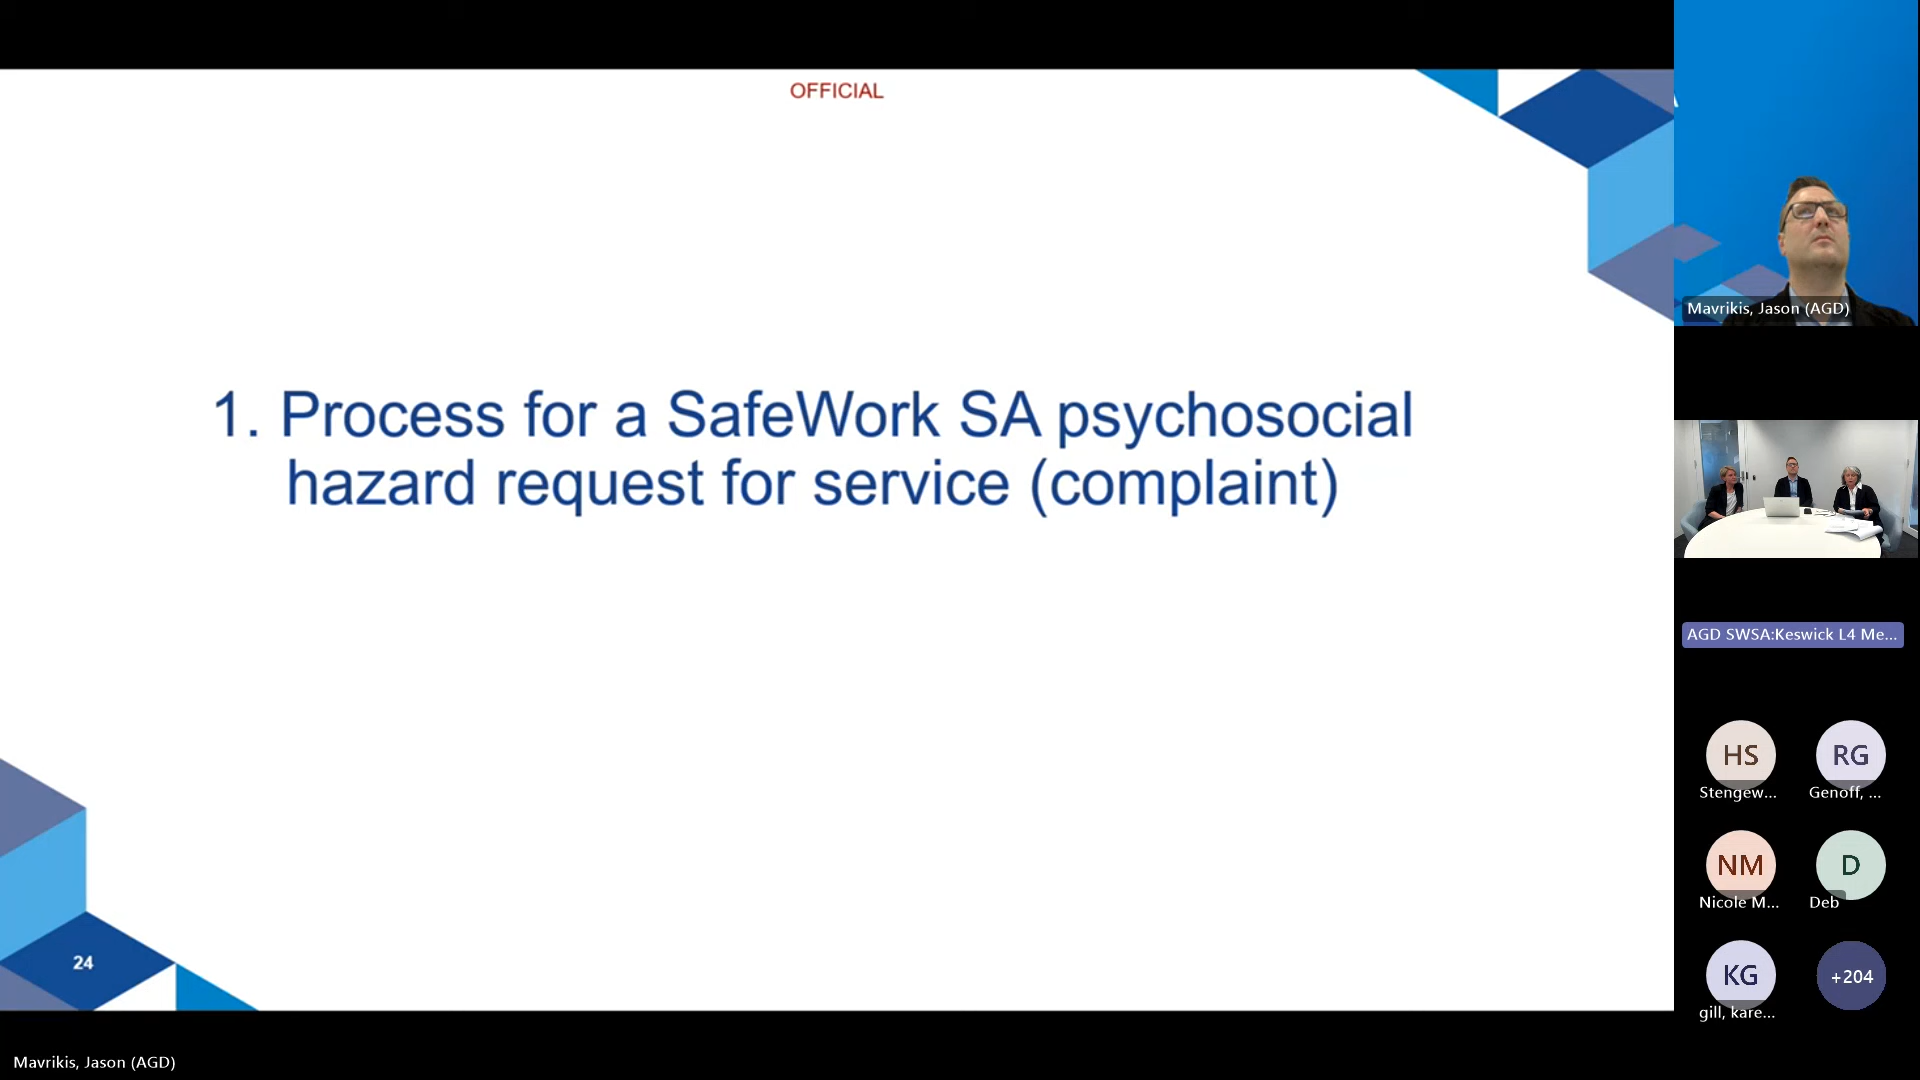 OFFICIAL
1. Process for a SafeWork SA psychosocial
hazard request for service (complaint)
24
Mavrikis, Jason (AGD)
Mavrikis, Jason (AGD)
AGD SWSA:Keswick L4 Me...
HS
RG
Stengew...
Genoff, ...
NM
D
Nicole M...
Deb
KG
+204
gill, kare...